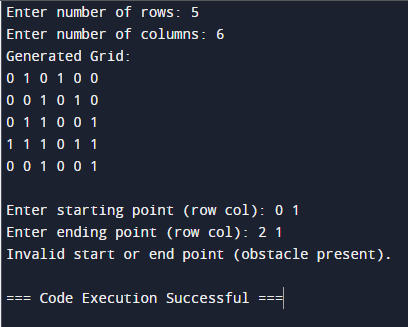 Enter number of rows: 5
Enter number of columns: 6
Generated Grid:
0 1 0 1 0 0
0 0 1 0 1 0
0 1 1 0 0 1
1 1 1 0 1 1
0 0 1 0 0 1
Enter starting point (row col): 0 1
Enter ending point (row col): 2 1
Invalid start or end point (obstacle present).
=== Code Execution Successful ===